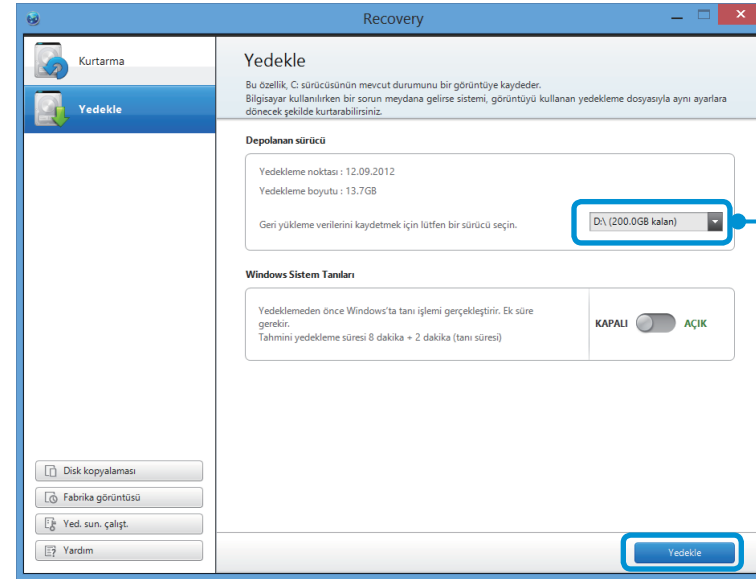 Recovery
Kurtarma
Yedekle
Yedekle
Bu özellik, C: sürücüsünün mevcut durumunu bir görüntüye kaydeder.
Bilgisayar kullanılırken bir sorun meydana gelirse sistemi, görüntüyü kullanan yedekleme dosyasıyla aynı ayarlara
dönecek şekilde kurtarabilirsiniz.
Depolanan sürücü
Yedekleme noktası : 12.09.2012
Yedekleme boyutu : 13.7GB
Geri yükleme verilerini kaydetmek için lütfen bir sürücü seçin.
D:\ (200.0GB kalan)
Windows Sistem Tanıları
Yedeklemeden önce Windows'ta tanı işlemi gerçekleştirir. Ek süre
gerekir.
Tahmini yedekleme süresi 8 dakika + 2 dakika (tanı süresi)
KAPALI AÇIK
Disk kopyalaması
Fabrika görüntüsü
Yed. sun. çalışt.
Yardım
Yedekle